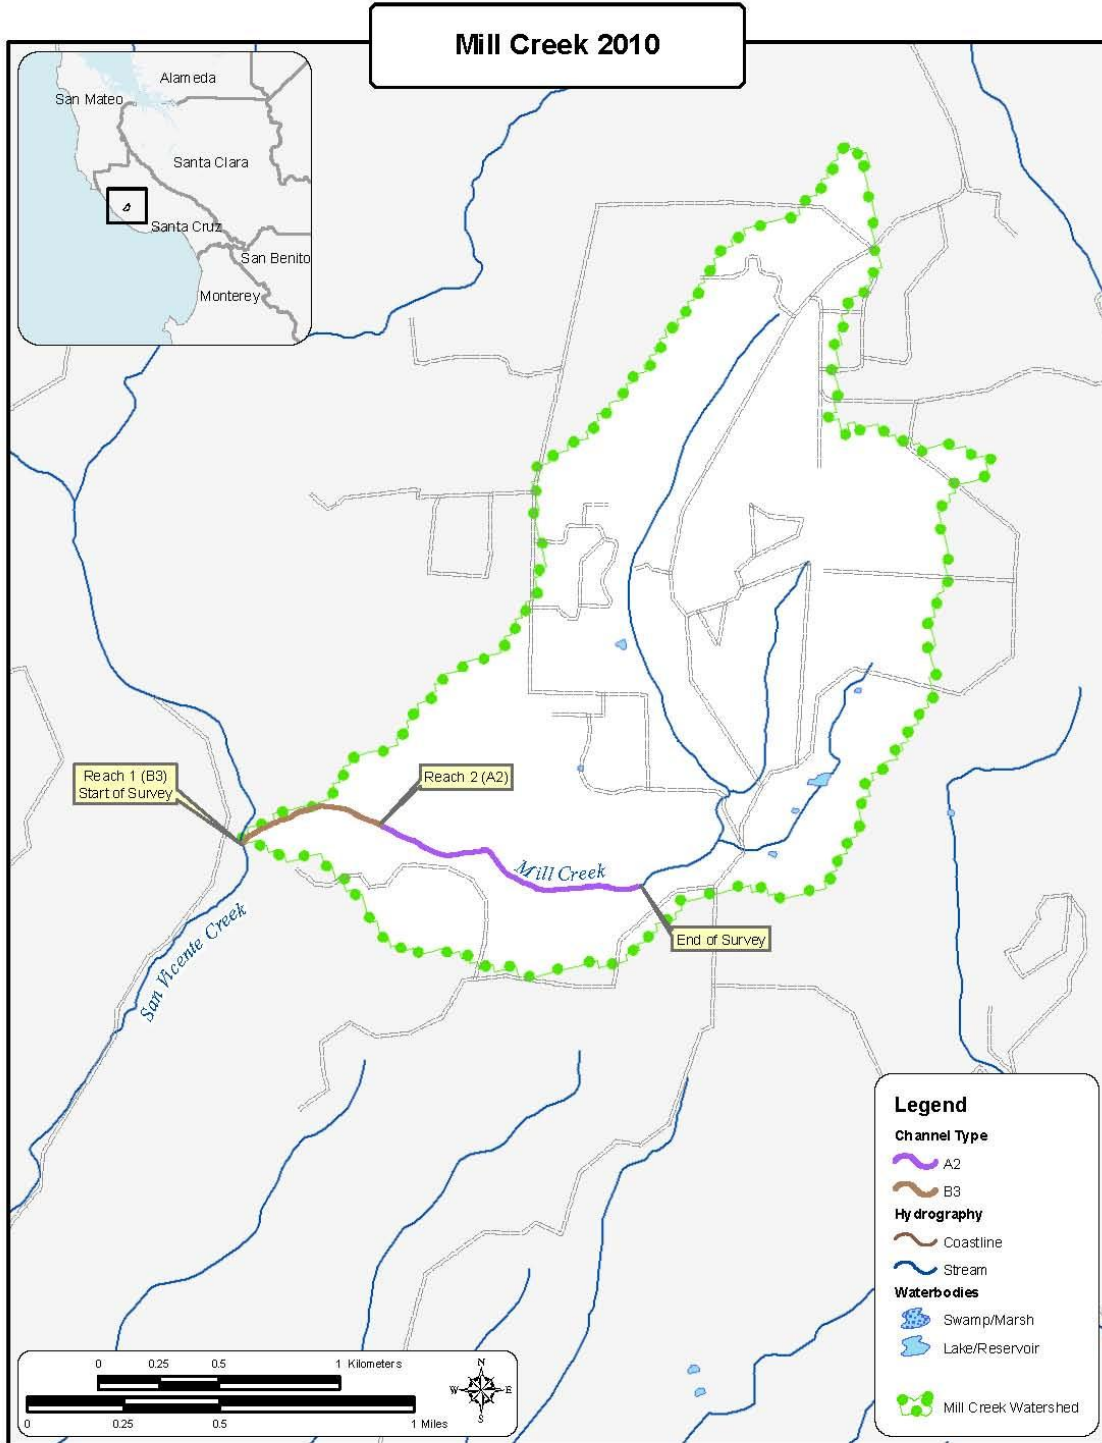 Mill Creek 2010
Alameda
San Mateo
Santa Clara
Santa Cruz
San Benito
Monterey
Reach 1 (B3)
Start of Survey
Reach 2 (A2)
Mill Creek
End of Survey
San Vicente Creek
Legend
Channel Type
A2
B3
Hydrography
Coastline
Stream
Waterbodies
Swamp/Marsh
Lake/Reservoir
Mill Creek Watershed
0 0.25 0.5 1 Kilometers
0 0.25 0.5 1 Miles
N
W E
S